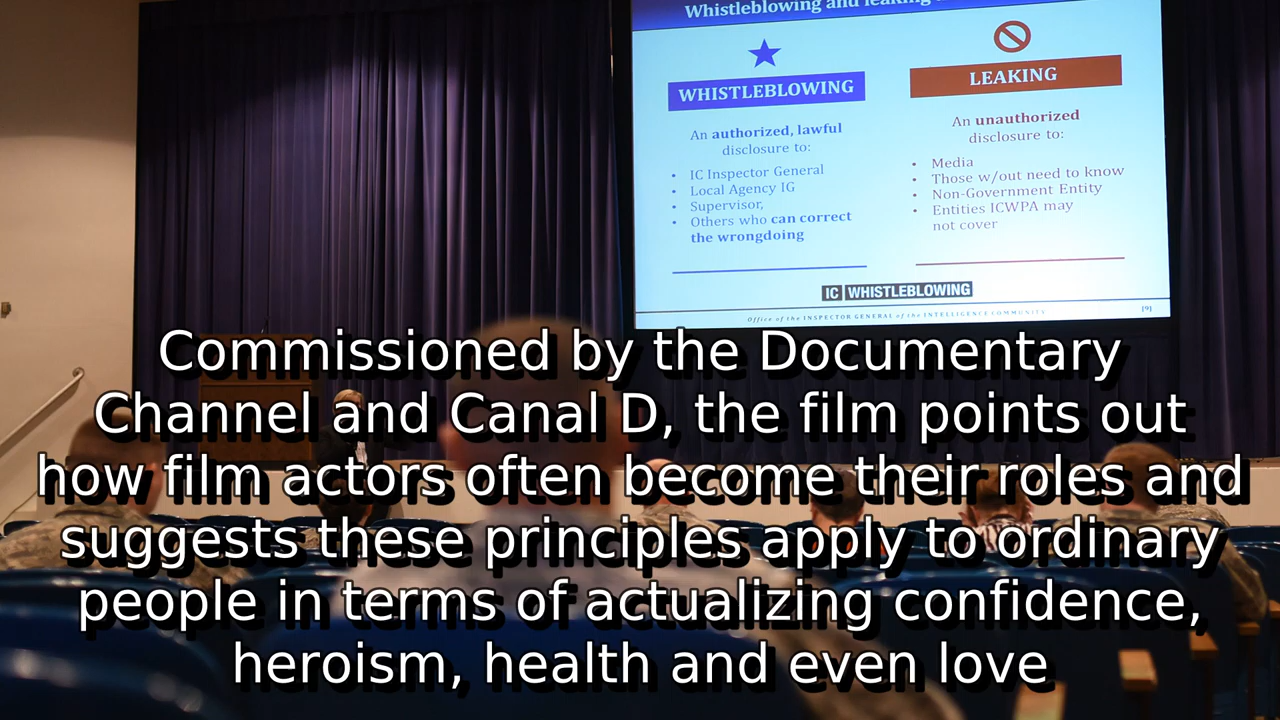 Whistleblowing and leaking
WHISTLEBLOWING
An authorized, lawful
disclosure to:
• IC Inspector General
• Local Agency IG
• Supervisor,
• Others who can correct
the wrongdoing
LEAKING
An unauthorized
disclosure to:
• Media
• Those w/out need to know
• Non-Government Entity
• Entities ICWPA may
not cover
IC WHISTLEBLOWING
Office of the INSPECTOR GENERAL of the INTELLIGENCE COMMUNITY
[9]
Commissioned by the Documentary
Channel and Canal D, the film points out
how film actors often become their roles and
suggests these principles apply to ordinary
people in terms of actualizing confidence,
heroism, health and even love